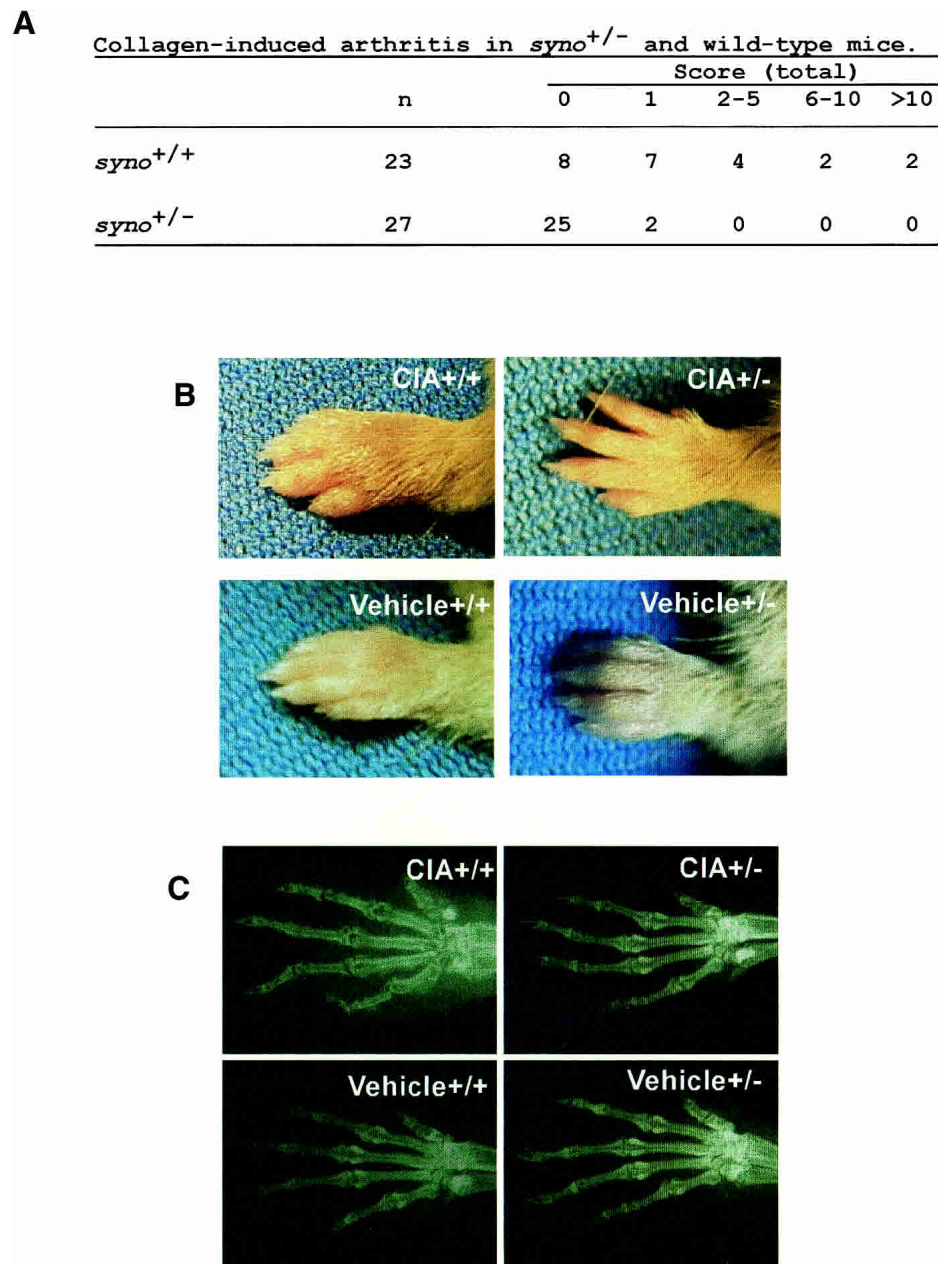 A
Collagen-induced arthritis in syno+/- and wild-type mice.
Score (total)
n 0 1 2-5 6-10 >10
syno+/+ 23 8 7 4 2 2
syno+/- 27 25 2 0 0 0
B
CIA+/+ CIA+/-
Vehicle+/+ Vehicle+/-
C
CIA+/+ CIA+/-
Vehicle+/+ Vehicle+/-